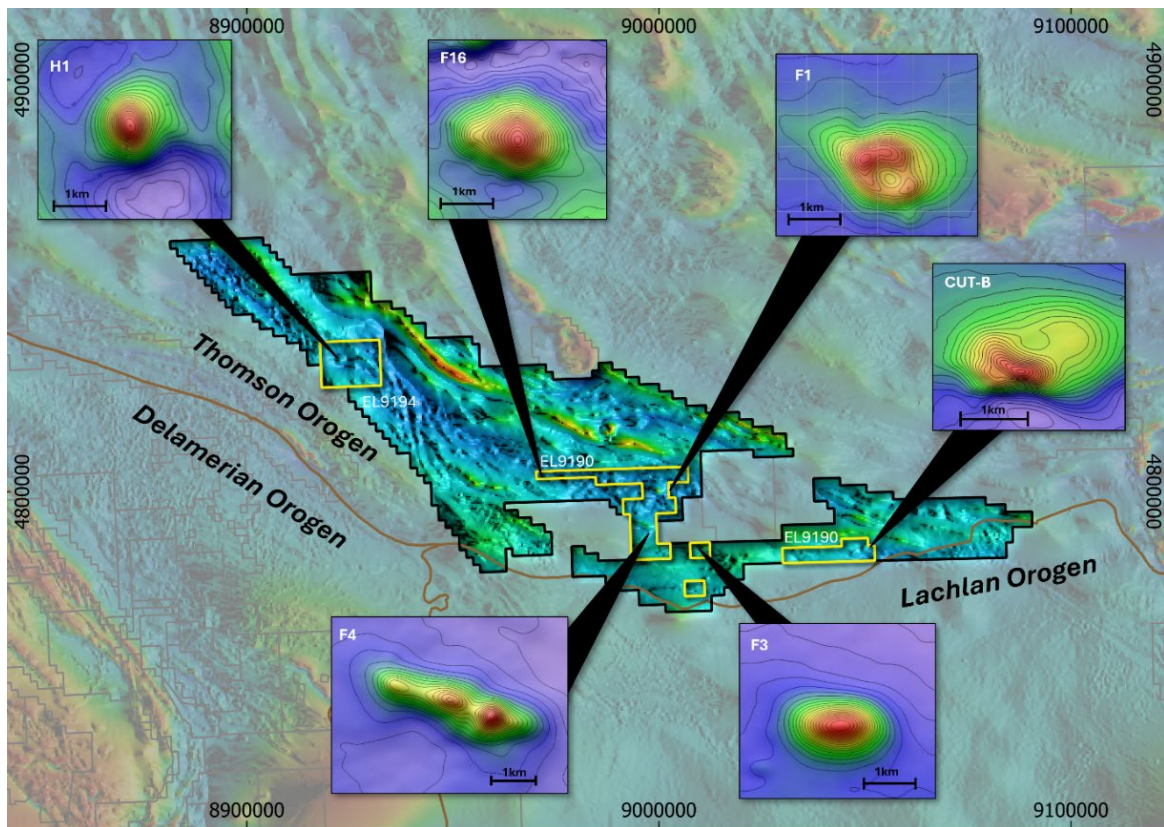 8900000
9000000
9100000
4900000
4900000
H1
1km
F16
1km
F1
1km
CUT-B
1km
Thomson Orogen
EL9194
Delamerian Orogen
EL9190
4800000
4800000
EL9190
Lachlan Orogen
F4
1km
F3
1km
8900000
9000000
9100000